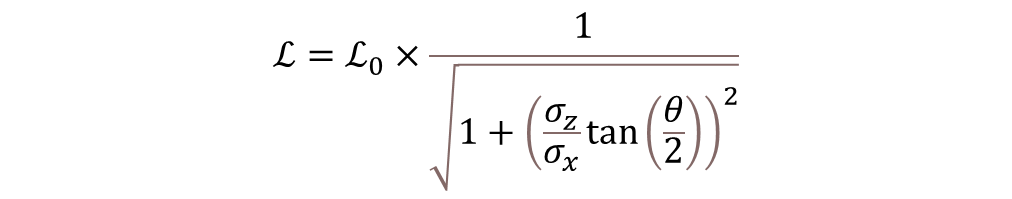 ℒ = ℒ₀ × 1 / √(1 + (σ_z/σ_x tan(θ/2))²)